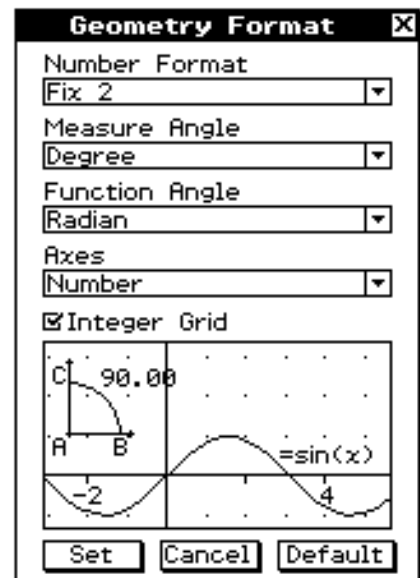 Geometry Format
Number Format
Fix 2
Measure Angle
Degree
Function Angle
Radian
Axes
Number
Integer Grid
C 90.00
A B
=sin(x)
-2 4
Set Cancel Default